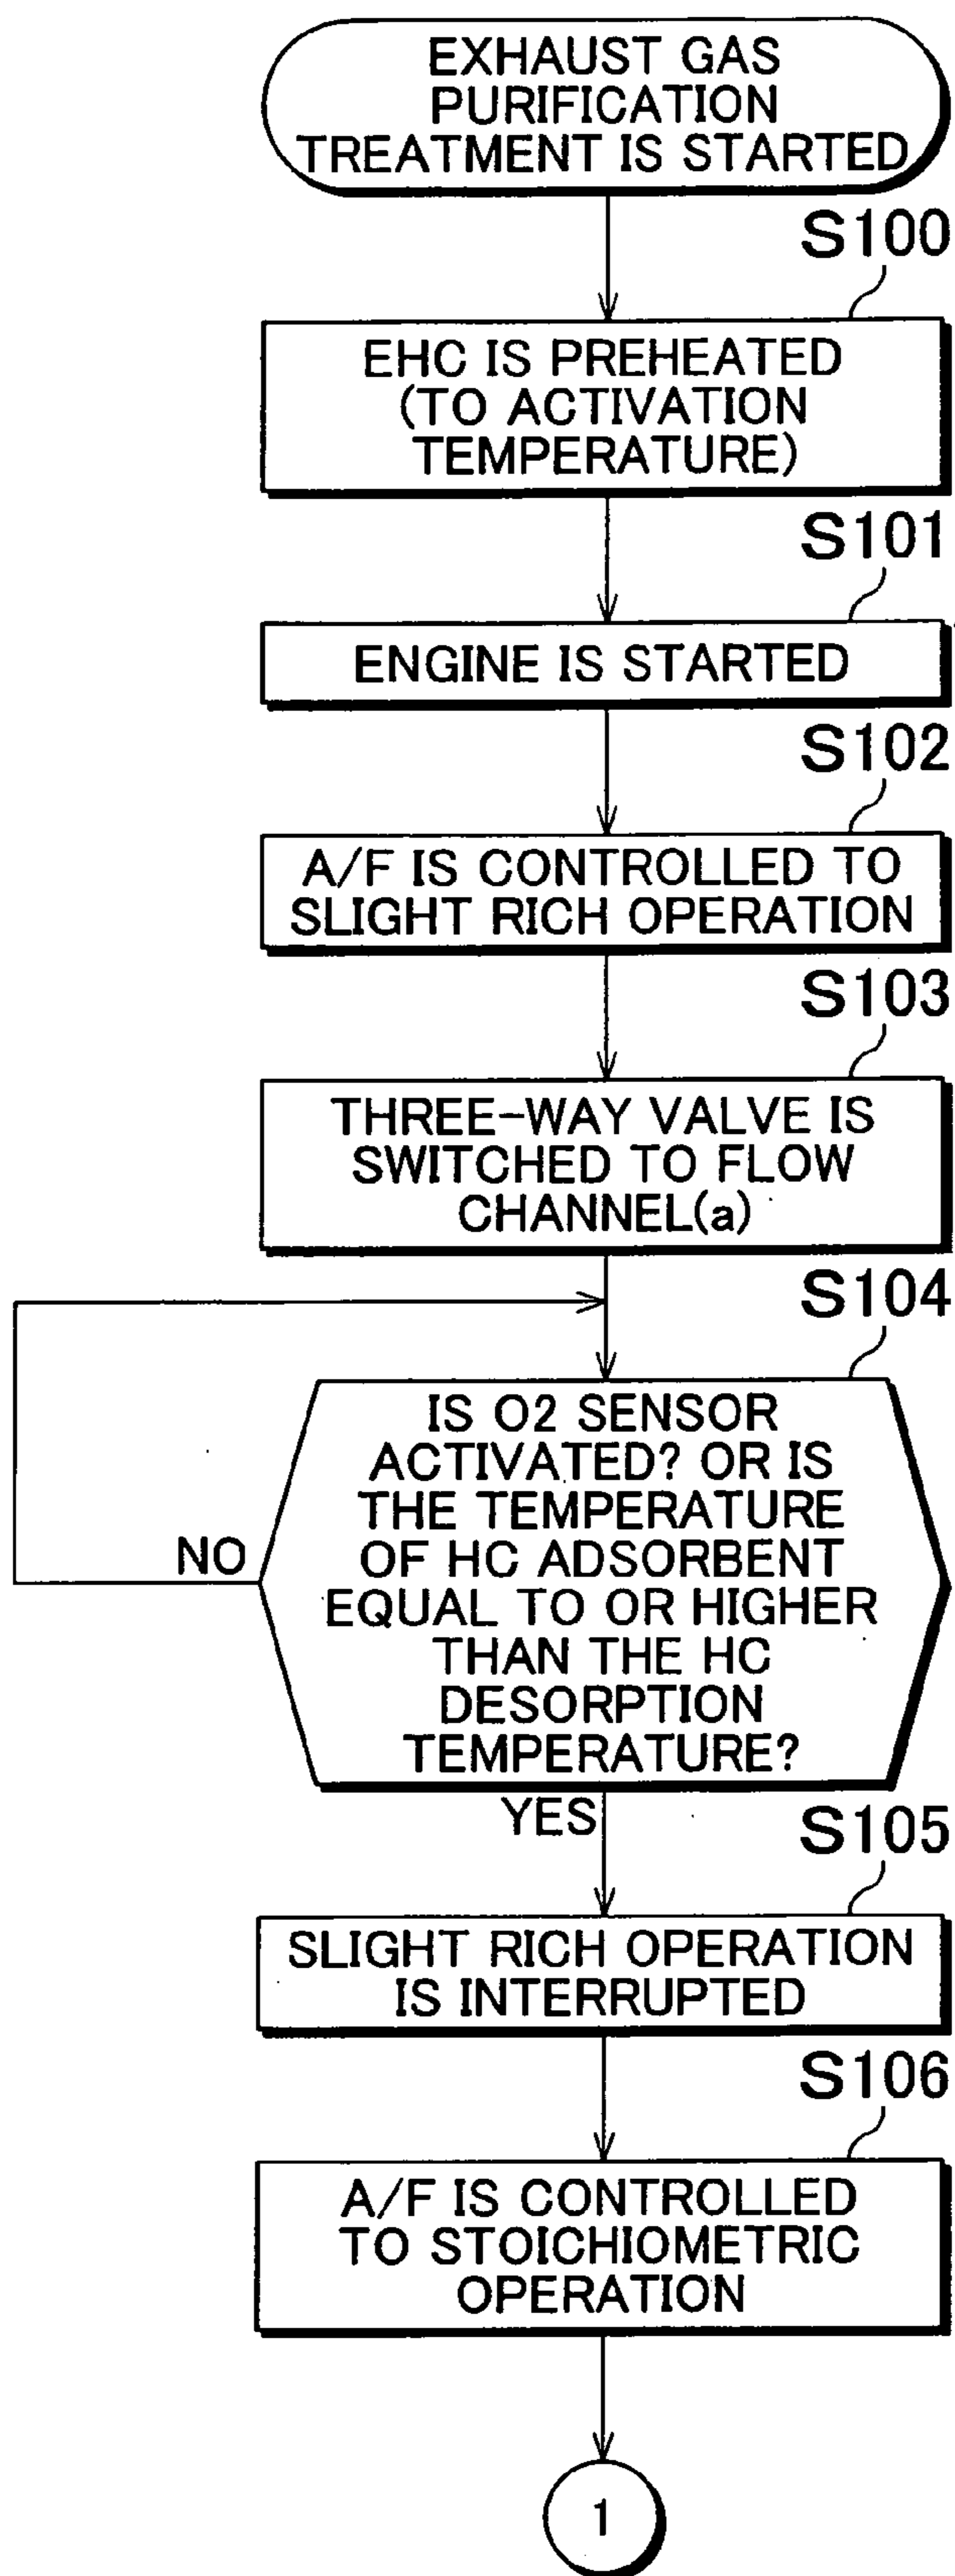 EXHAUST GAS
PURIFICATION
TREATMENT IS STARTED
S100
EHC IS PREHEATED
(TO ACTIVATION
TEMPERATURE)
S101
ENGINE IS STARTED
S102
A/F IS CONTROLLED TO
SLIGHT RICH OPERATION
S103
THREE-WAY VALVE IS
SWITCHED TO FLOW
CHANNEL(a)
S104
IS O2 SENSOR
ACTIVATED? OR IS
THE TEMPERATURE
OF HC ADSORBENT
EQUAL TO OR HIGHER
THAN THE HC
DESORPTION
TEMPERATURE?
NO
YES
S105
SLIGHT RICH OPERATION
IS INTERRUPTED
S106
A/F IS CONTROLLED
TO STOICHIOMETRIC
OPERATION
1